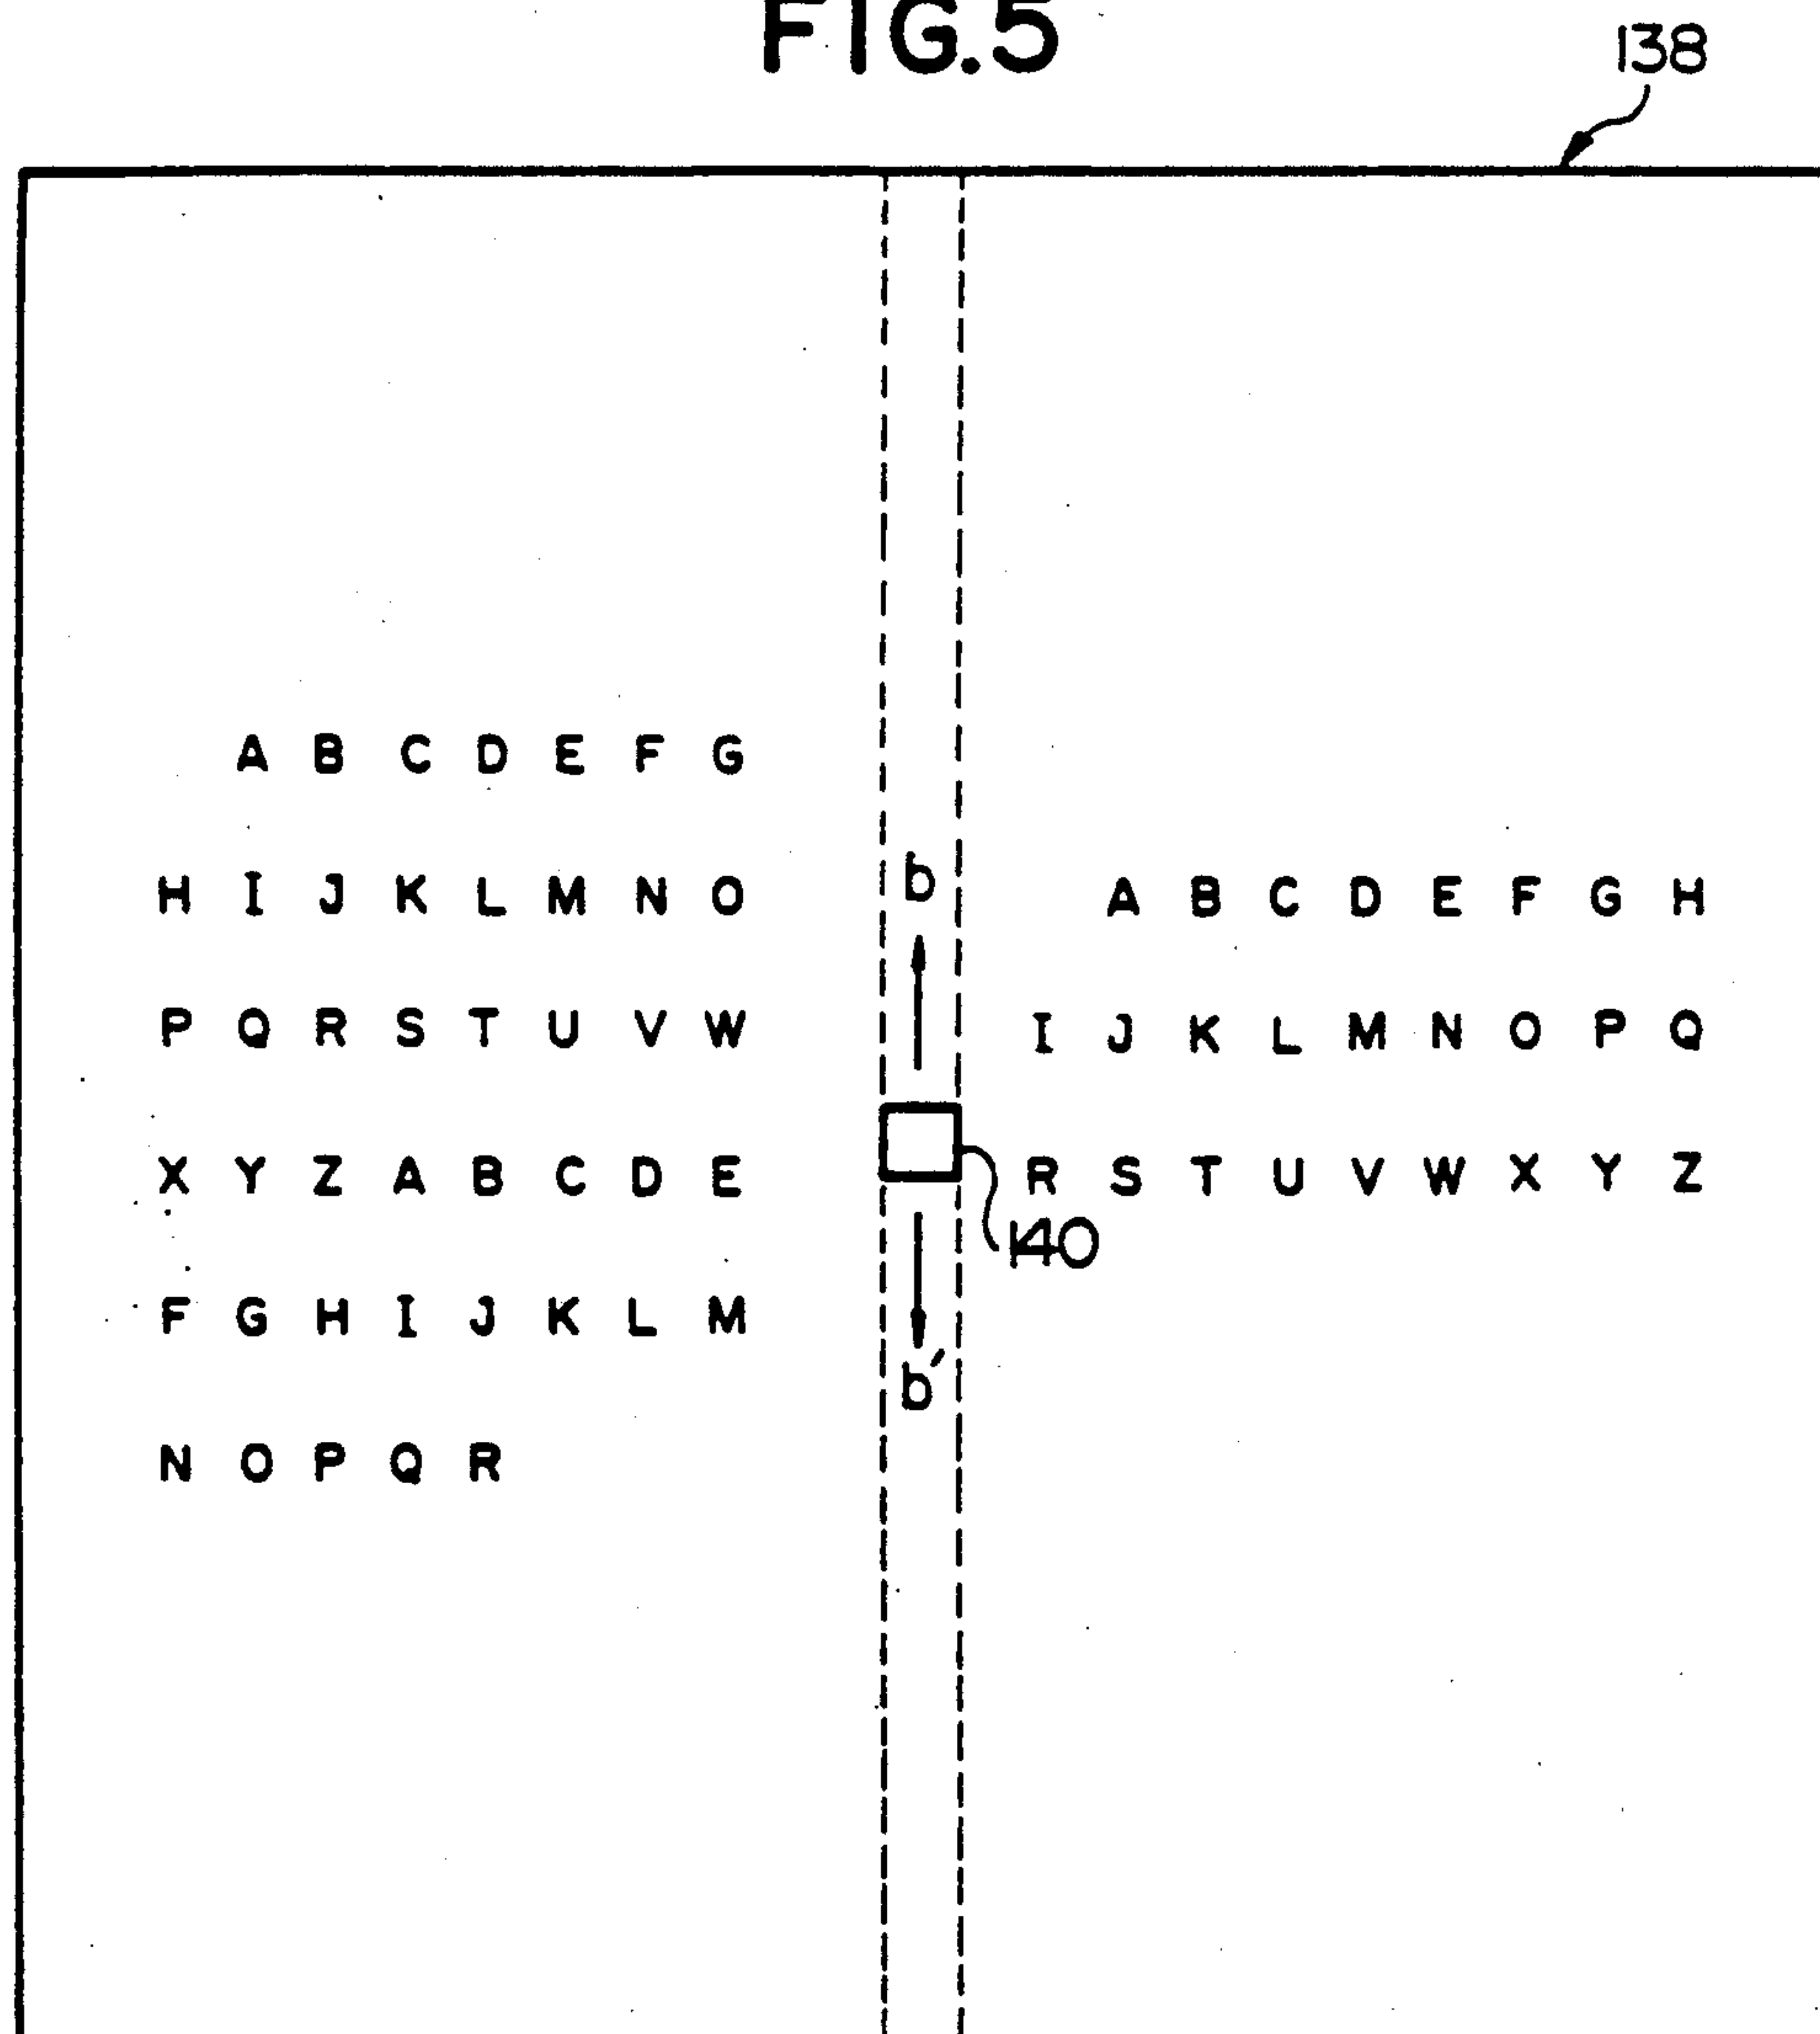 FIG.5
138
A B C D E F G
H I J K L M N O
P Q R S T U V W
X Y Z A B C D E
F G H I J K L M
N O P Q R
b
140
b′
A B C D E F G H
I J K L M N O P Q
R S T U V W X Y Z